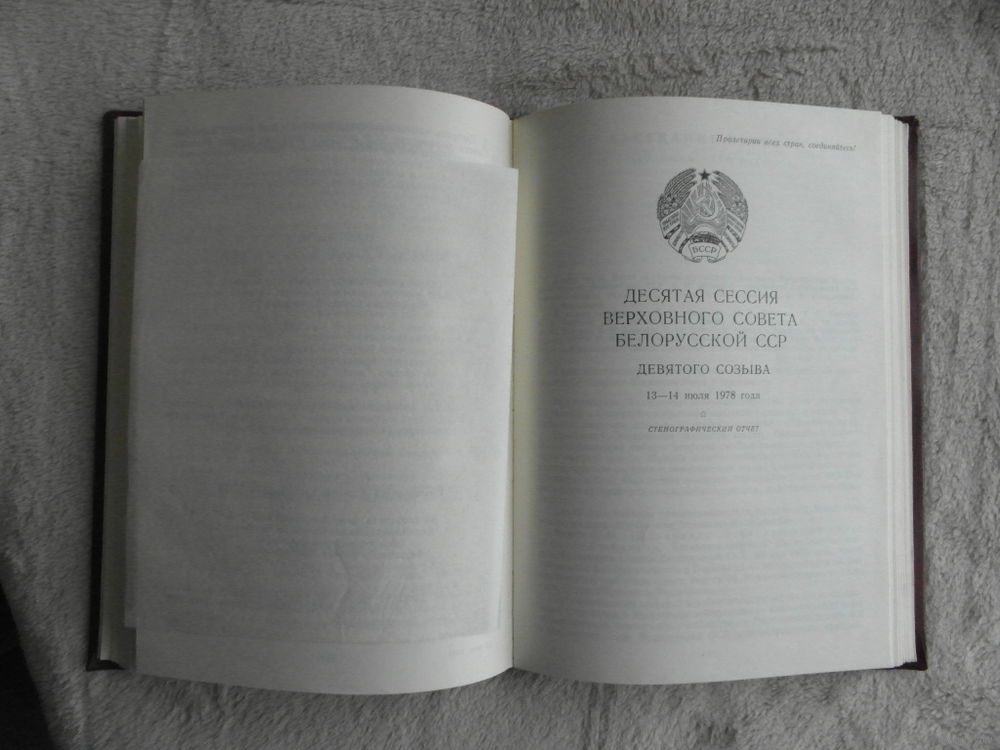 Пролетарии всех стран, соединяйтесь!
БССР
ДЕСЯТАЯ СЕССИЯ
ВЕРХОВНОГО СОВЕТА
БЕЛОРУССКОЙ ССР
ДЕВЯТОГО СОЗЫВА
13—14 июля 1978 года
СТЕНОГРАФИЧЕСКИЙ ОТЧЕТ